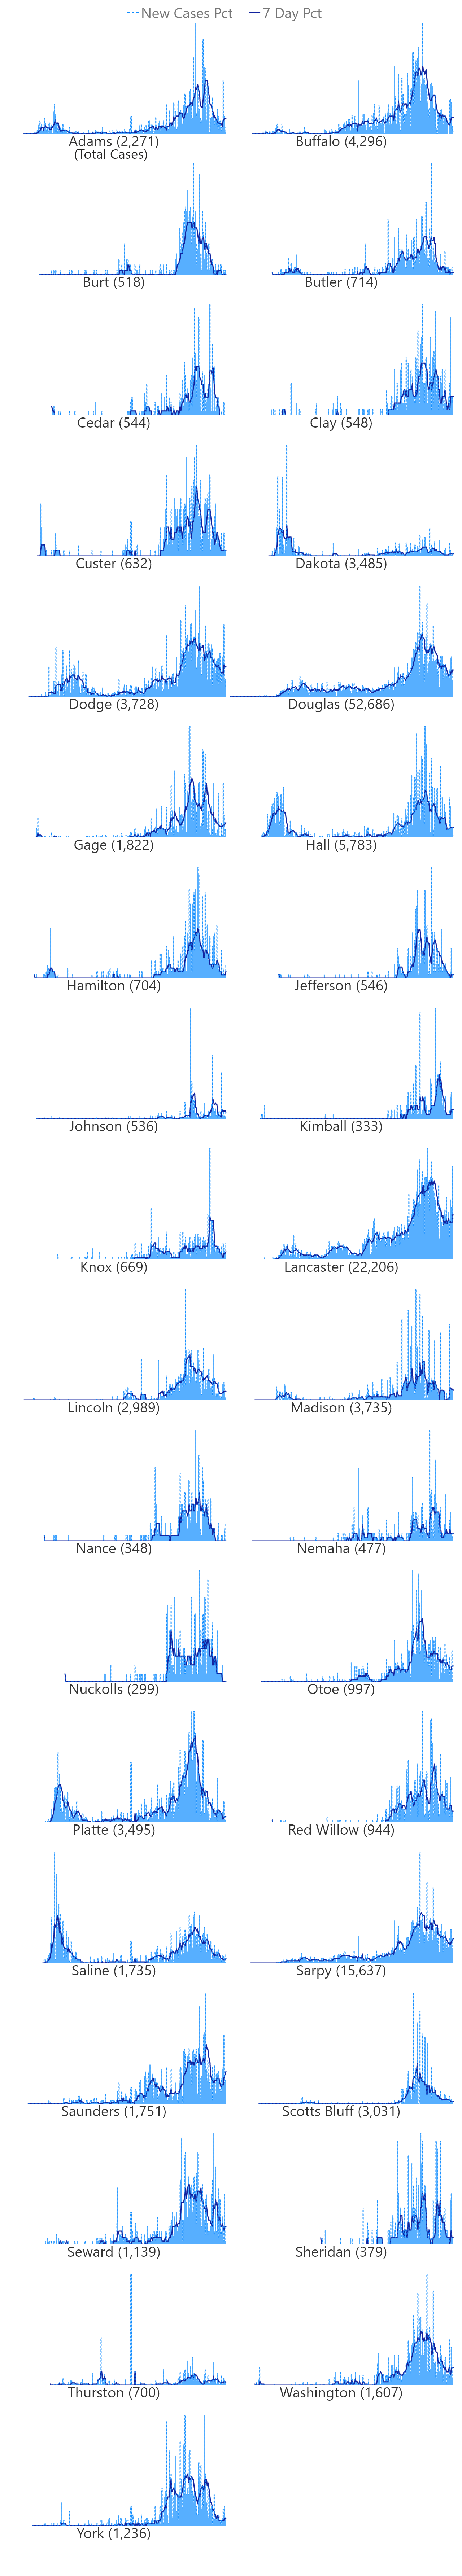 New Cases Pct 7 Day Pct
Adams (2,271) Buffalo (4,296)
(Total Cases)
Burt (518) Butler (714)
Cedar (544) Clay (548)
Custer (632) Dakota (3,485)
Dodge (3,728) Douglas (52,686)
Gage (1,822) Hall (5,783)
Hamilton (704) Jefferson (546)
Johnson (536) Kimball (333)
Knox (669) Lancaster (22,206)
Lincoln (2,989) Madison (3,735)
Nance (348) Nemaha (477)
Nuckolls (299) Otoe (997)
Platte (3,495) Red Willow (944)
Saline (1,735) Sarpy (15,637)
Saunders (1,751) Scotts Bluff (3,031)
Seward (1,139) Sheridan (379)
Thurston (700) Washington (1,607)
York (1,236)